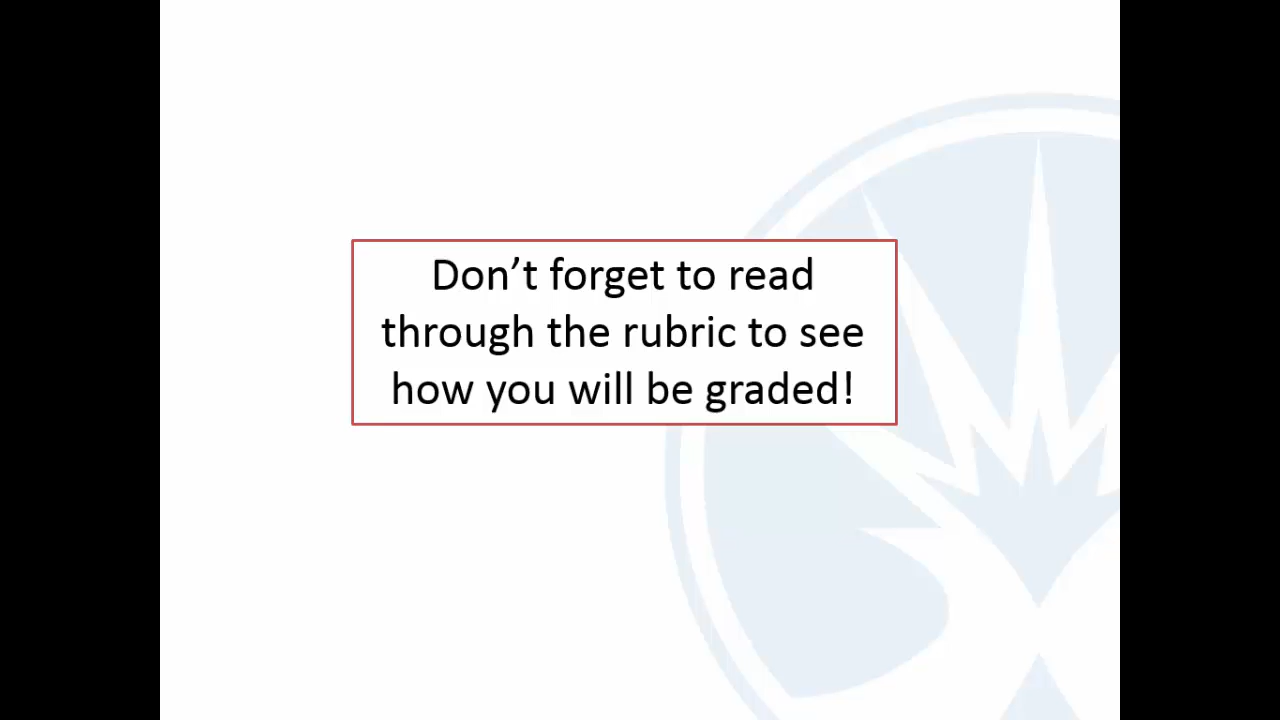 Don’t forget to read
through the rubric to see
how you will be graded!